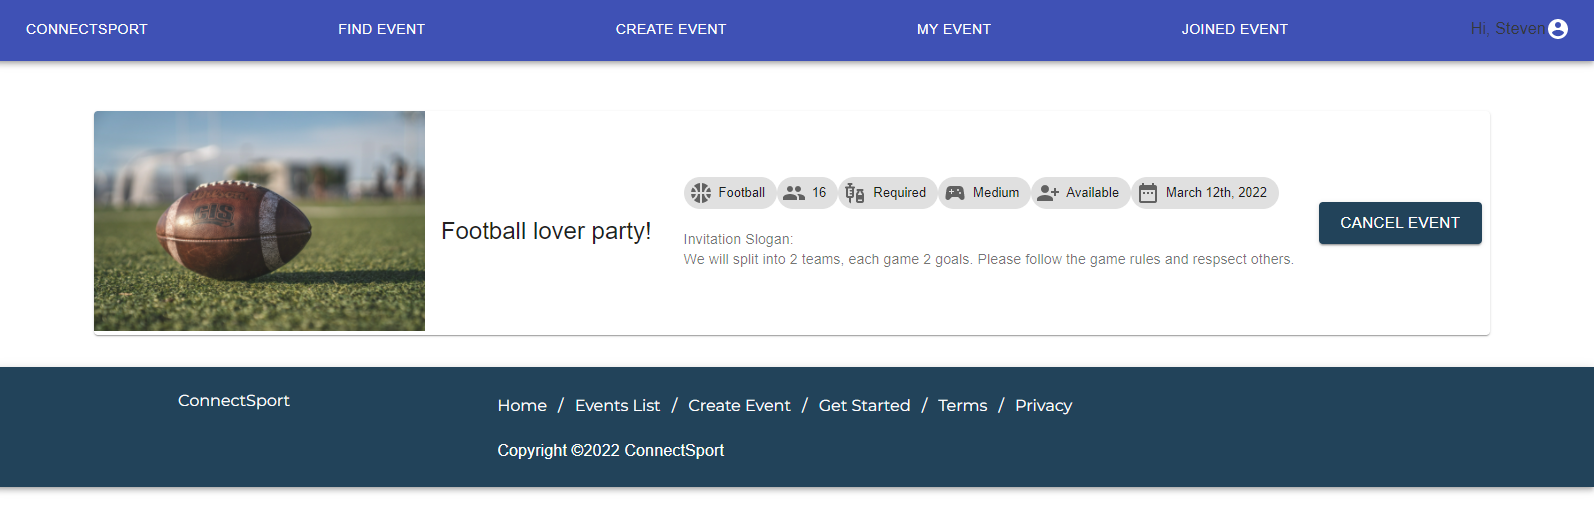 CONNECTSPORT FIND EVENT CREATE EVENT MY EVENT JOINED EVENT Hi, Steven
Football 16 Required Medium Available March 12th, 2022
Football lover party!
Invitation Slogan:
We will split into 2 teams, each game 2 goals. Please follow the game rules and respsect others.
CANCEL EVENT
ConnectSport
Home / Events List / Create Event / Get Started / Terms / Privacy
Copyright ©2022 ConnectSport